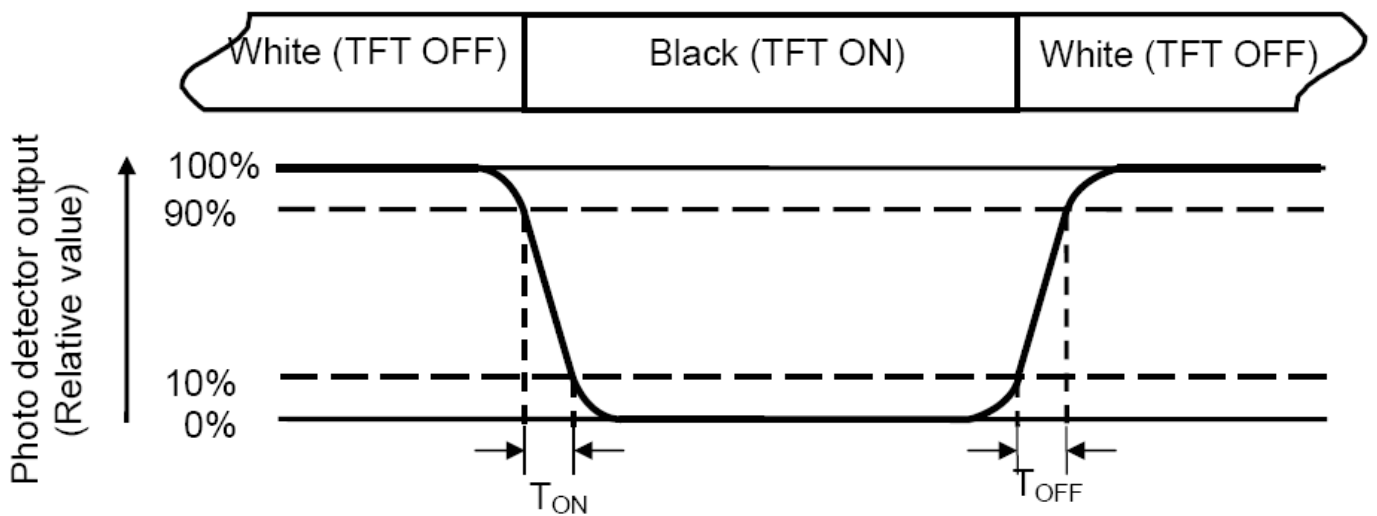 White (TFT OFF)
Black (TFT ON)
White (TFT OFF)
Photo detector output
(Relative value)
100%
90%
10%
0%
TON
TOFF